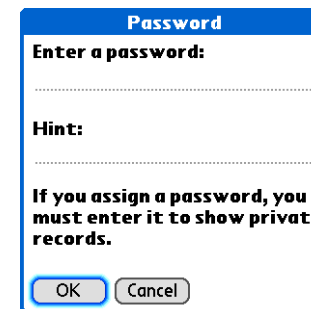 Password
Enter a password:
Hint:
If you assign a password, you
must enter it to show privat
records.
OK Cancel